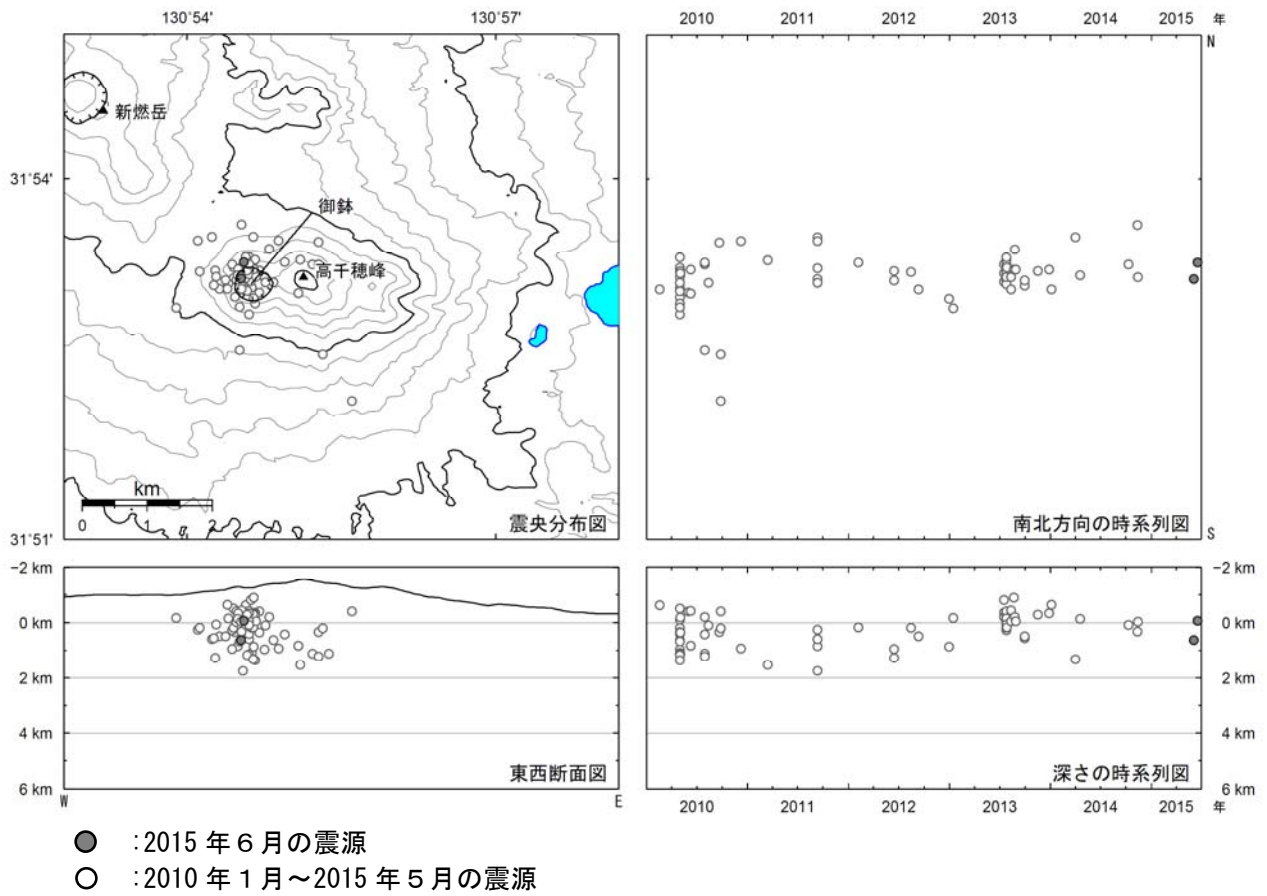 130°54′ 130°57′
2010 2011 2012 2013 2014 2015 年
N
新燃岳
31°54′
御鉢
高千穂峰
km
0 1 2
震央分布図
南北方向の時系列図
31°51′
S
-2 km -2 km
0 km 0 km
2 km 2 km
4 km 4 km
東西断面図
深さの時系列図
6 km 6 km
W E
2010 2011 2012 2013 2014 2015 年
:2015 年６月の震源
:2010 年１月～2015 年５月の震源